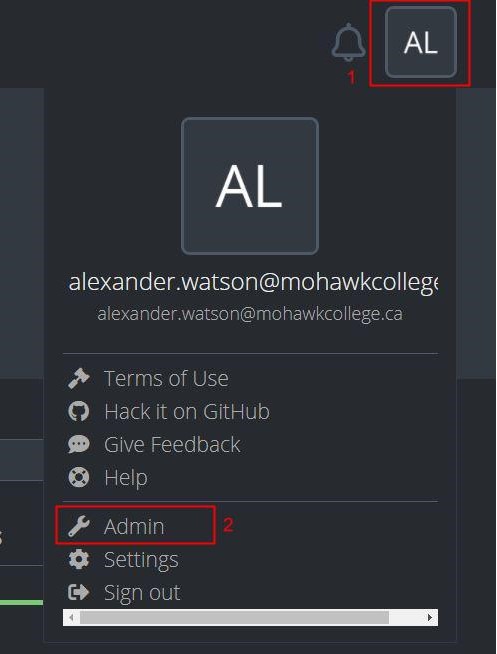 AL
1
AL
alexander.watson@mohawkcollege
alexander.watson@mohawkcollege.ca
Terms of Use
Hack it on GitHub
Give Feedback
Help
Admin 2
Settings
Sign out